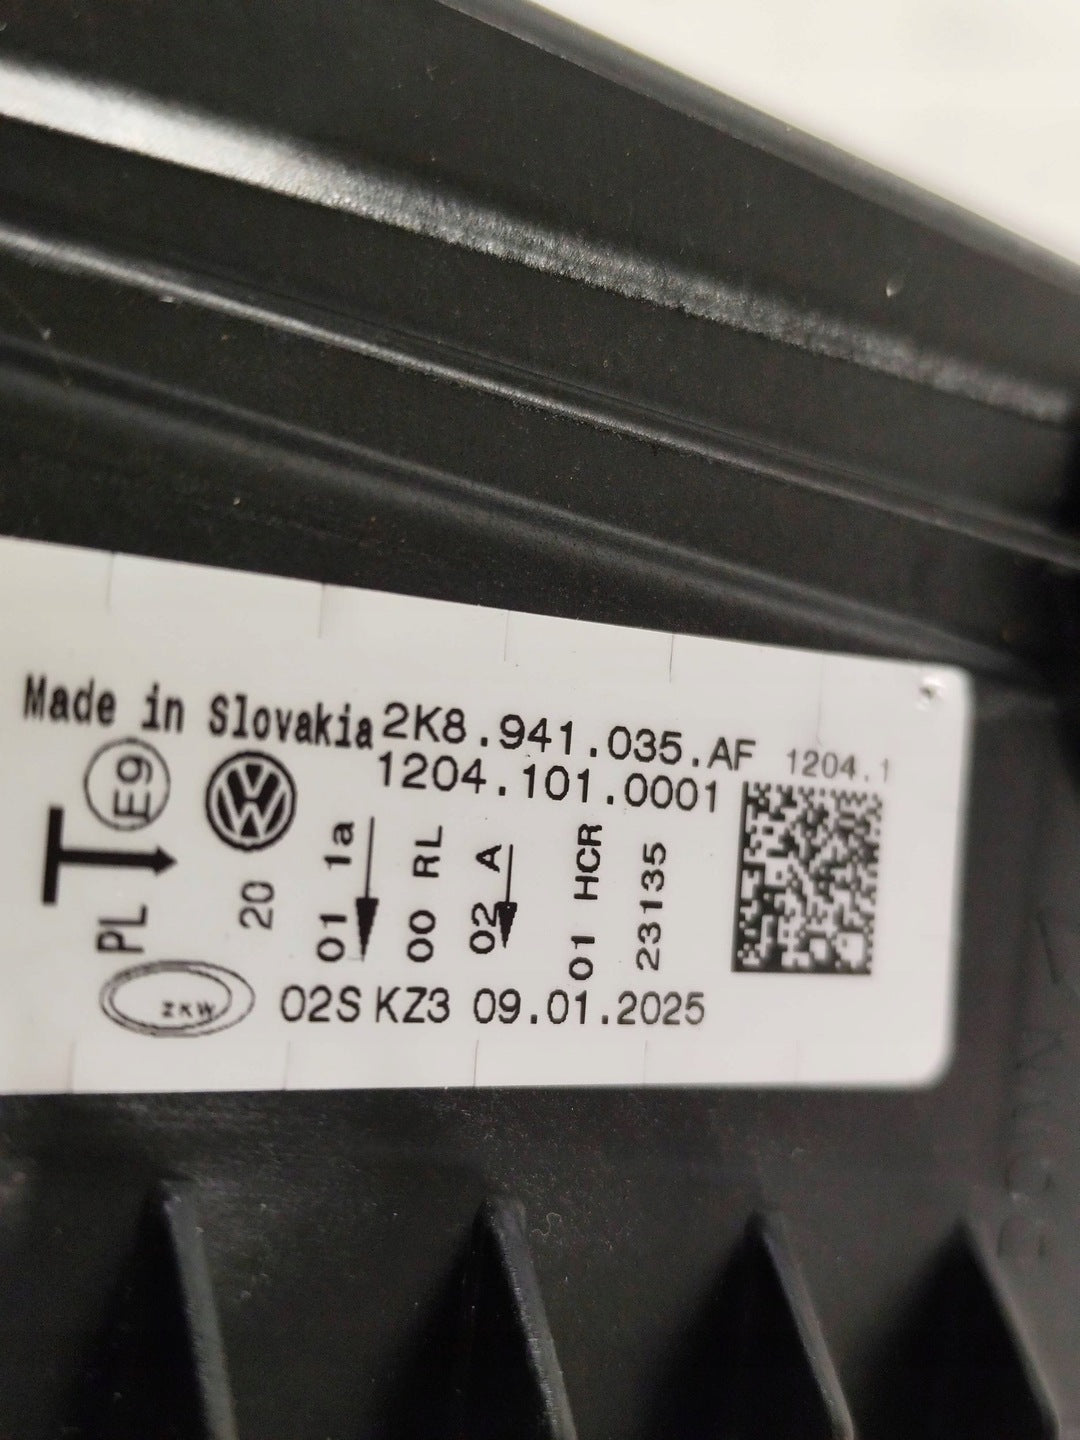 Made in Slovakia 2K8.941.035.AF 1204.1
1204.101.0001
E9
PL
20
01 1a
00 RL
02 A
01 HCR
23135
ZKW
02S KZ3 09.01.2025